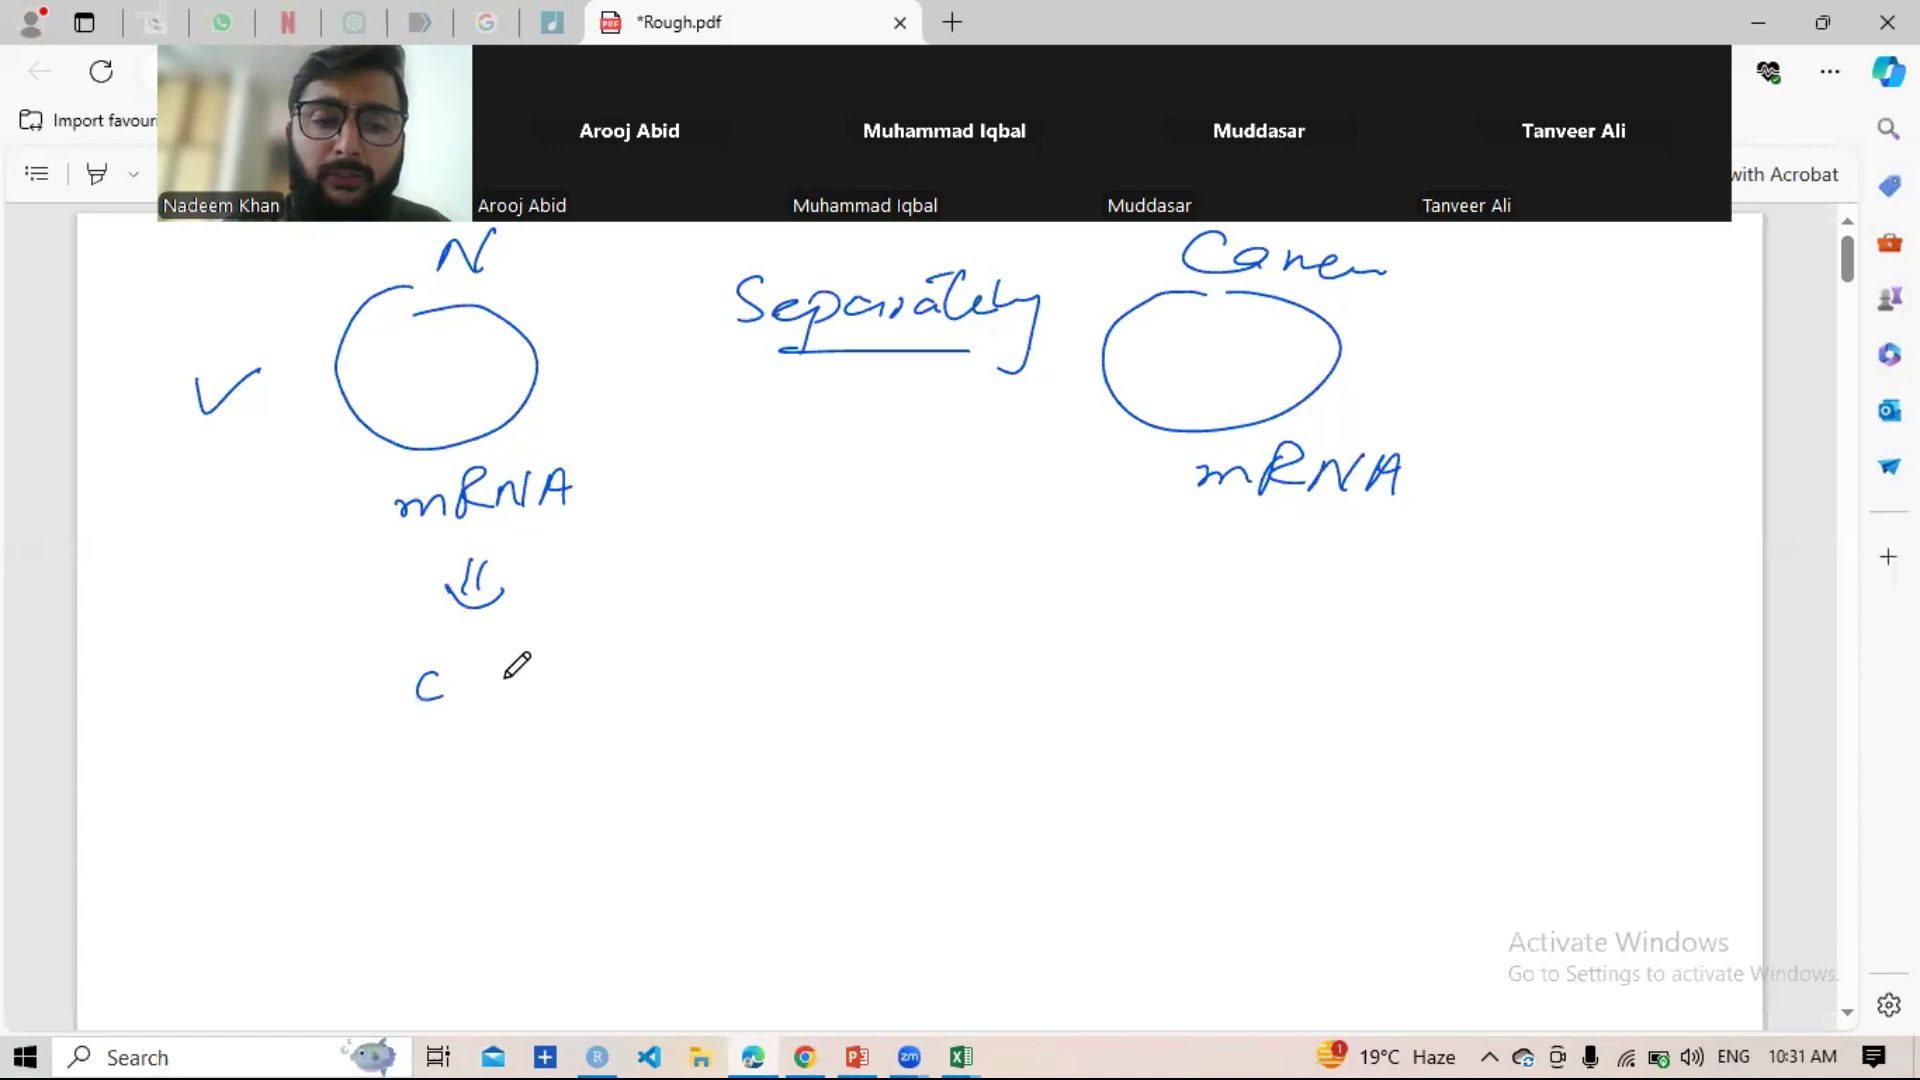 *Rough.pdf
Import favour
with Acrobat
Arooj Abid
Muhammad Iqbal
Muddasar
Tanveer Ali
Nadeem Khan
Arooj Abid
Muhammad Iqbal
Muddasar
Tanveer Ali
N
Separately
mRNA
mRNA
C
Activate Windows
Go to Settings to activate Windows.
Search
19°C Haze
ENG
10:31 AM